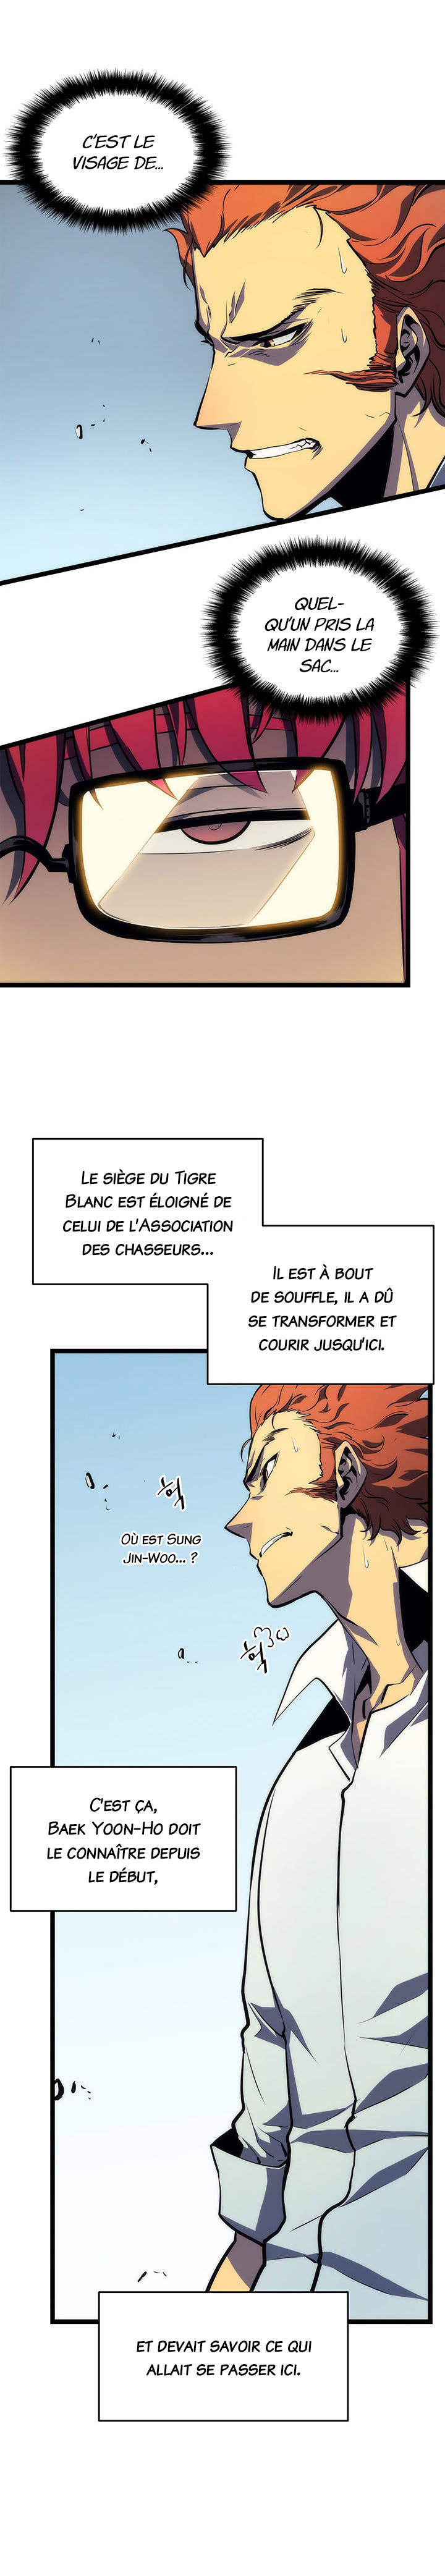 C'EST LE
VISAGE DE...
QUEL-
QU'UN PRIS LA
MAIN DANS LE
SAC...
LE SIÈGE DU TIGRE
BLANC EST ÉLOIGNÉ DE
CELUI DE L'ASSOCIATION
DES CHASSEURS...
IL EST À BOUT
DE SOUFFLE, IL A DÛ
SE TRANSFORMER ET
COURIR JUSQU'ICI.
헉
OÙ EST SUNG
JIN-WOO... ?
헉
C'EST ÇA,
BAEK YOON-HO DOIT
LE CONNAÎTRE DEPUIS
LE DÉBUT,
ET DEVAIT SAVOIR CE QUI
ALLAIT SE PASSER ICI.